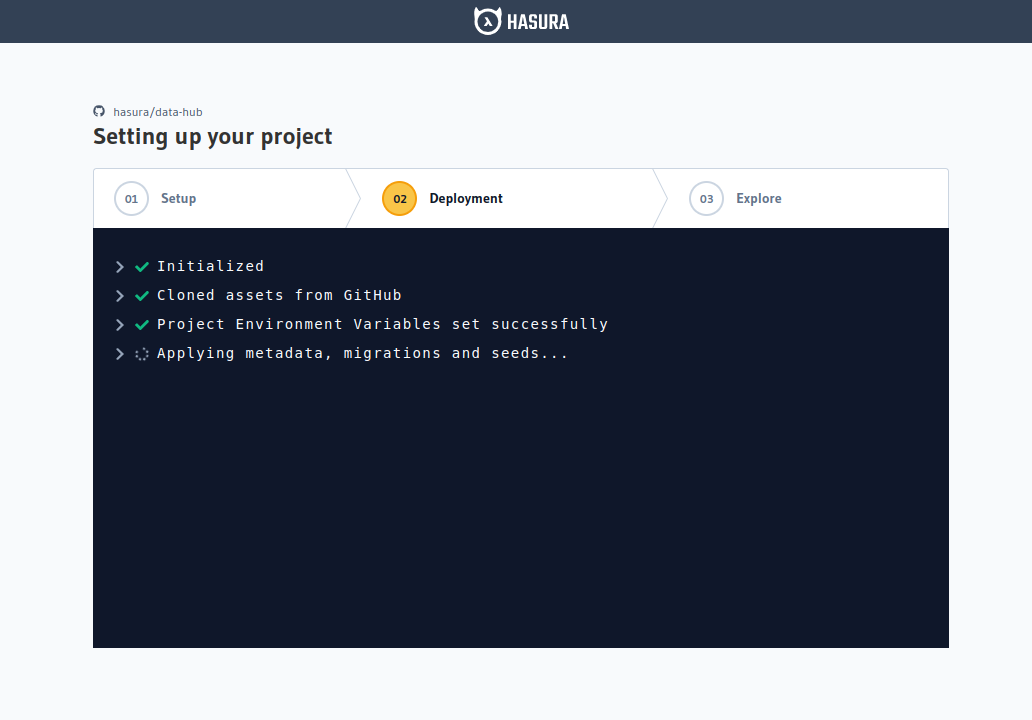 HASURA
hasura/data-hub
Setting up your project
01 Setup
02 Deployment
03 Explore
Initialized
Cloned assets from GitHub
Project Environment Variables set successfully
Applying metadata, migrations and seeds...